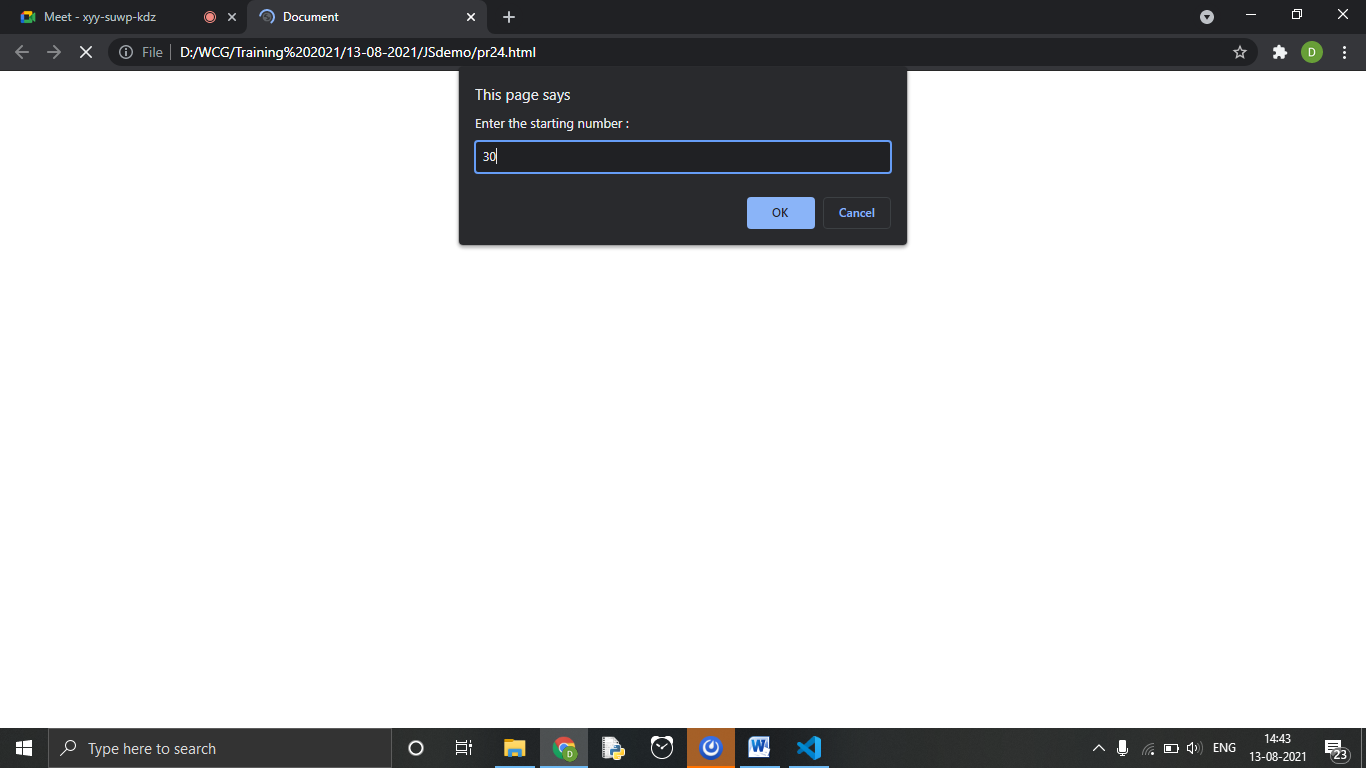 Meet - xyy-suwp-kdz
Document
File
D:/WCG/Training%202021/13-08-2021/JSdemo/pr24.html
D
This page says
Enter the starting number :
30
OK
Cancel
Type here to search
D
W
ENG
14:43
13-08-2021
23